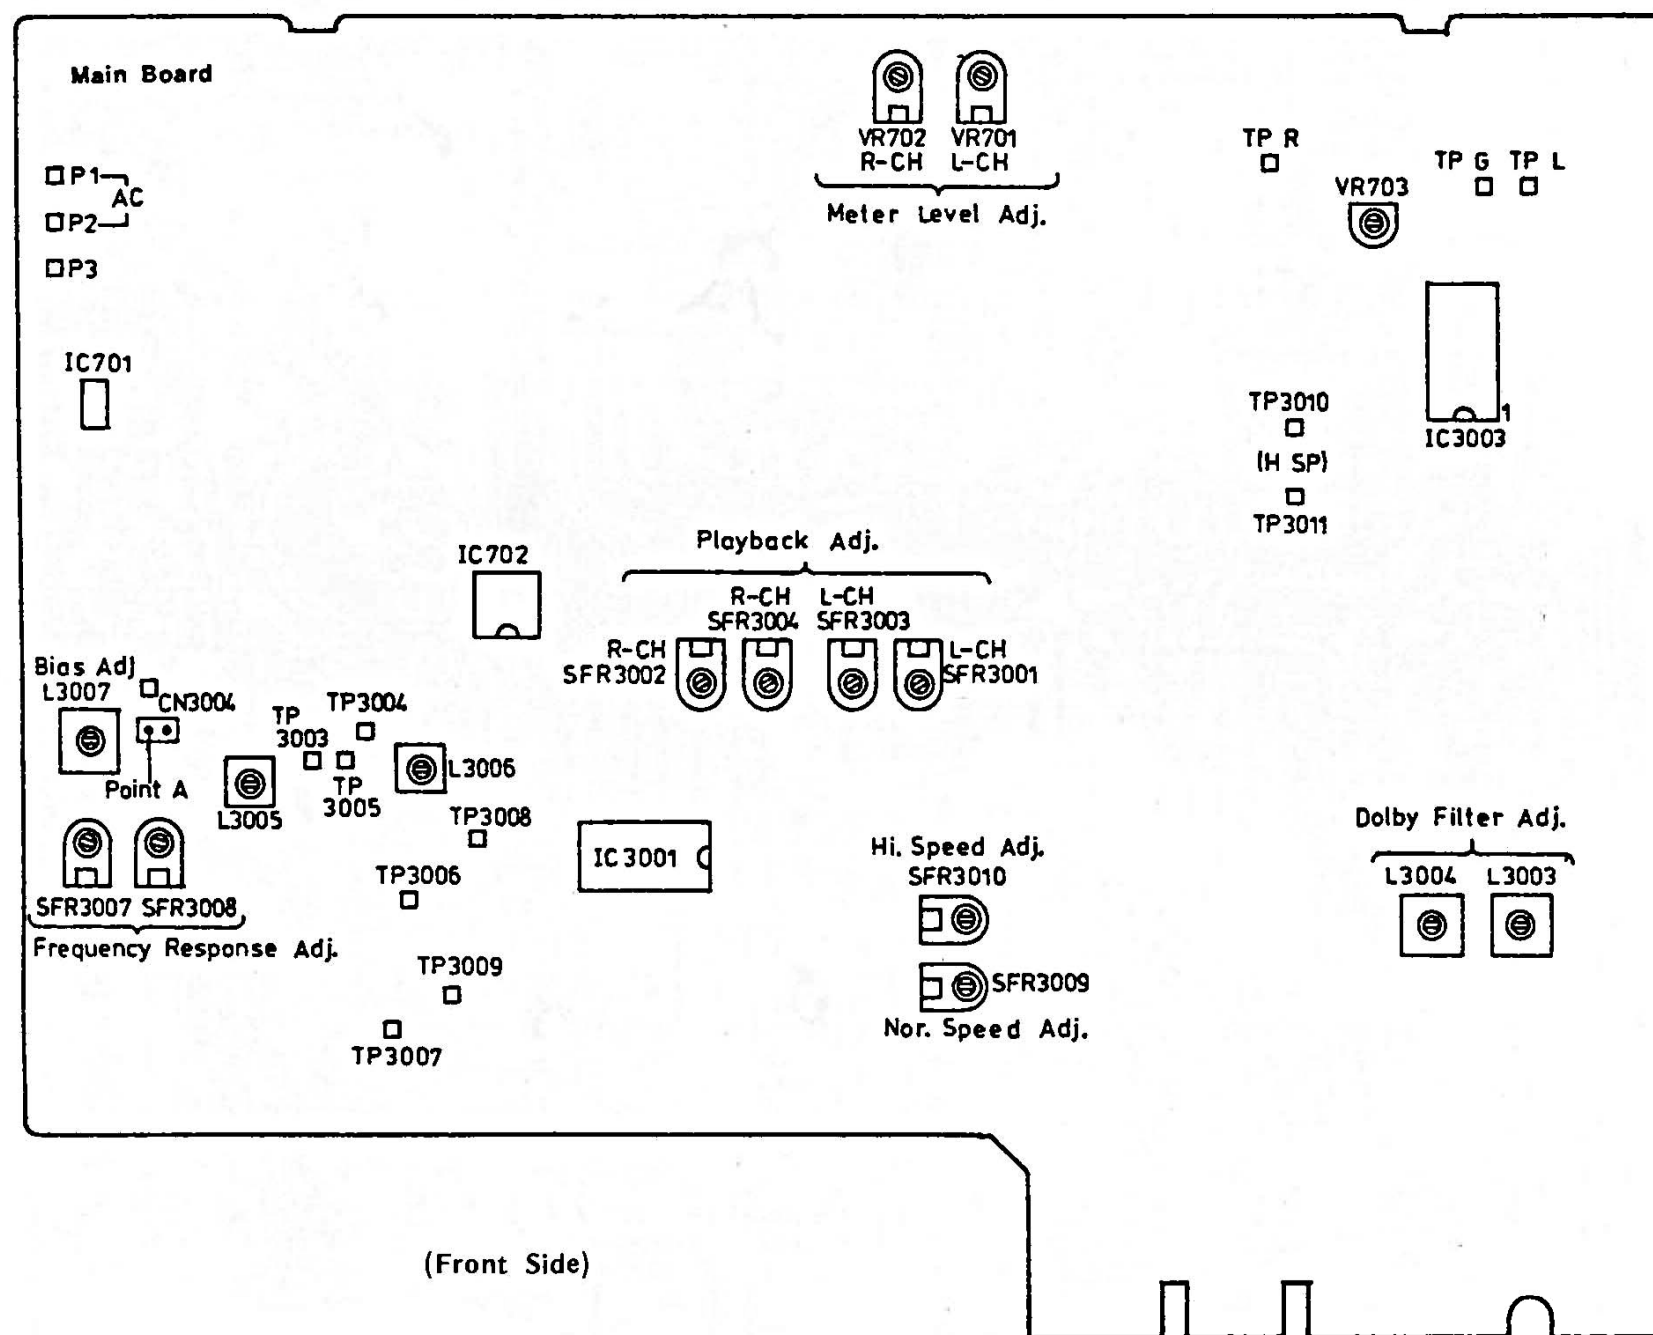 Main Board
VR702
R-CH
VR701
L-CH
Meter Level Adj.
TP R
TP G
TP L
VR703
P1
AC
P2
P3
IC701
TP3010
(H SP)
TP3011
1
IC3003
IC702
Playback Adj.
R-CH
SFR3004
L-CH
SFR3003
R-CH
SFR3002
L-CH
SFR3001
Bias Adj
L3007
CN3004
Point A
TP
3003
TP3004
TP
3005
L3005
L3006
TP3008
IC3001
SFR3007
SFR3008
Frequency Response Adj.
TP3006
TP3009
TP3007
Hi. Speed Adj.
SFR3010
SFR3009
Nor. Speed Adj.
Dolby Filter Adj.
L3004
L3003
(Front Side)